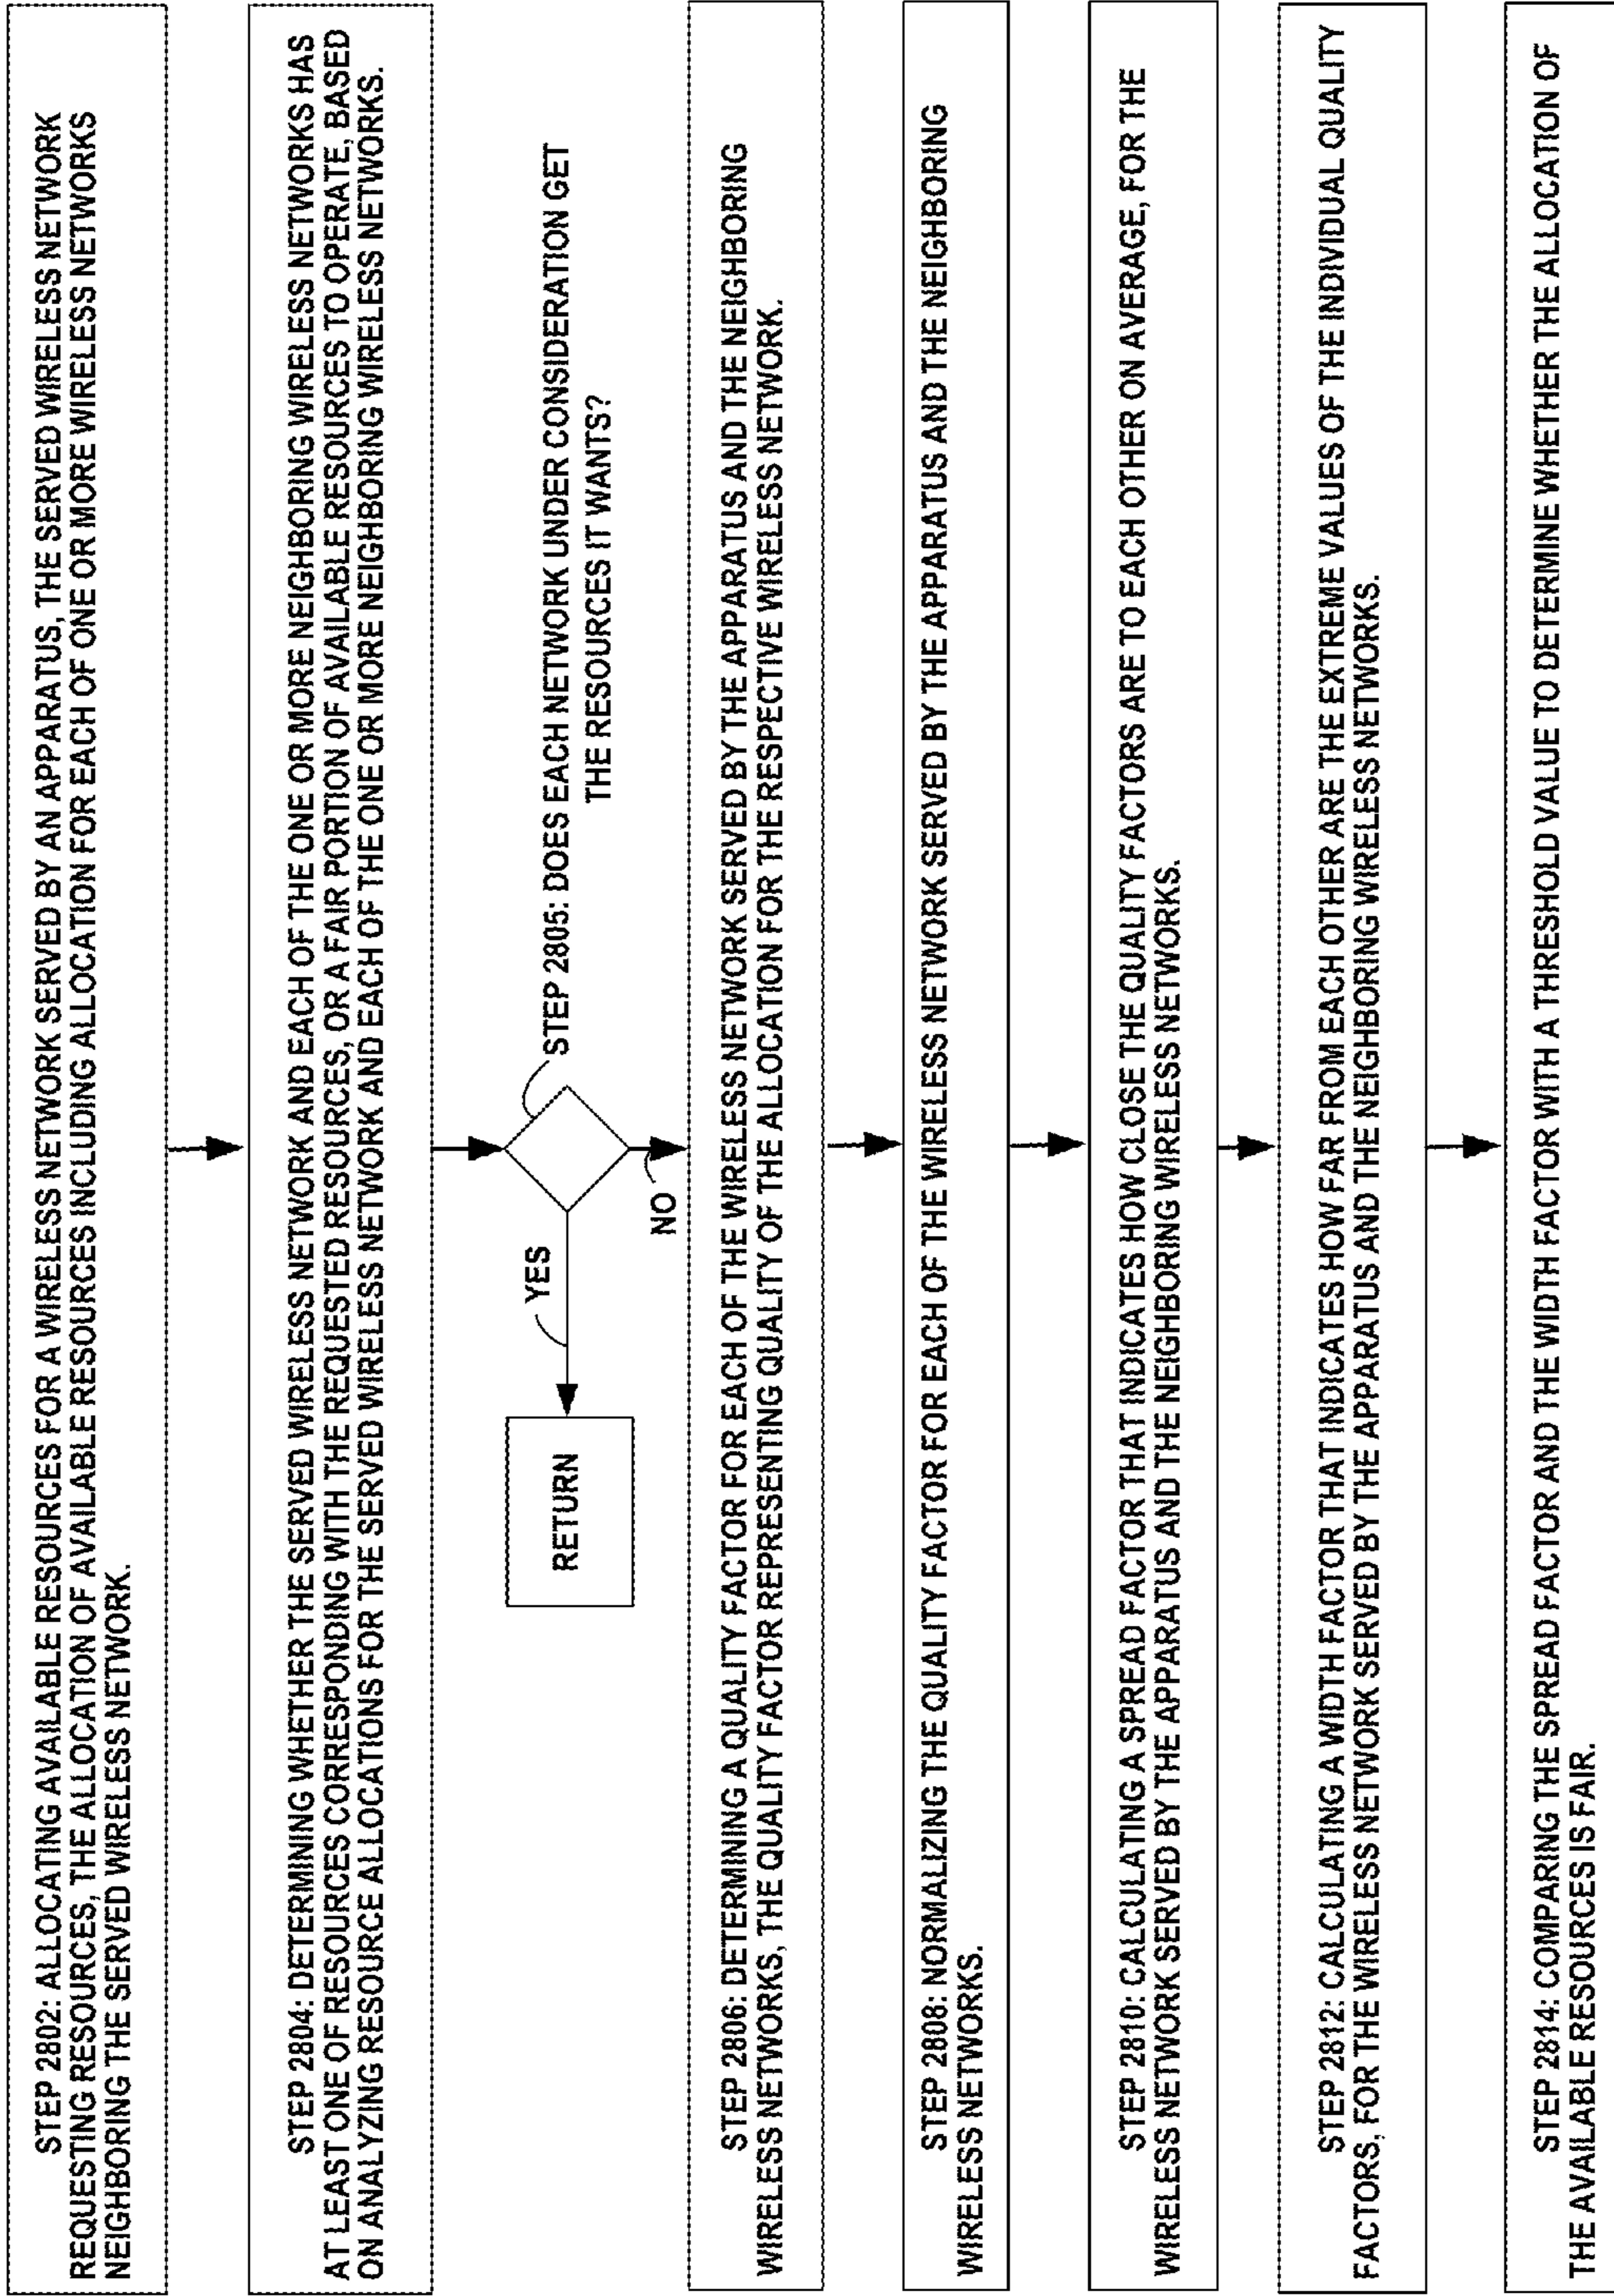 STEP 2802: ALLOCATING AVAILABLE RESOURCES FOR A WIRELESS NETWORK SERVED BY AN APPARATUS, THE SERVED WIRELESS NETWORK
REQUESTING RESOURCES, THE ALLOCATION OF AVAILABLE RESOURCES INCLUDING ALLOCATION FOR EACH OF ONE OR MORE WIRELESS NETWORKS
NEIGHBORING THE SERVED WIRELESS NETWORK.
STEP 2804: DETERMINING WHETHER THE SERVED WIRELESS NETWORK AND EACH OF THE ONE OR MORE NEIGHBORING WIRELESS NETWORKS HAS
AT LEAST ONE OF RESOURCES CORRESPONDING WITH THE REQUESTED RESOURCES, OR A FAIR PORTION OF AVAILABLE RESOURCES TO OPERATE, BASED
ON ANALYZING RESOURCE ALLOCATIONS FOR THE SERVED WIRELESS NETWORK AND EACH OF THE ONE OR MORE NEIGHBORING WIRELESS NETWORKS.
STEP 2805: DOES EACH NETWORK UNDER CONSIDERATION GET
THE RESOURCES IT WANTS?
YES
RETURN
NO
STEP 2806: DETERMINING A QUALITY FACTOR FOR EACH OF THE WIRELESS NETWORK SERVED BY THE APPARATUS AND THE NEIGHBORING
WIRELESS NETWORKS, THE QUALITY FACTOR REPRESENTING QUALITY OF THE ALLOCATION FOR THE RESPECTIVE WIRELESS NETWORK.
STEP 2808: NORMALIZING THE QUALITY FACTOR FOR EACH OF THE WIRELESS NETWORK SERVED BY THE APPARATUS AND THE NEIGHBORING
WIRELESS NETWORKS.
STEP 2810: CALCULATING A SPREAD FACTOR THAT INDICATES HOW CLOSE THE QUALITY FACTORS ARE TO EACH OTHER ON AVERAGE, FOR THE
WIRELESS NETWORK SERVED BY THE APPARATUS AND THE NEIGHBORING WIRELESS NETWORKS.
STEP 2812: CALCULATING A WIDTH FACTOR THAT INDICATES HOW FAR FROM EACH OTHER ARE THE EXTREME VALUES OF THE INDIVIDUAL QUALITY
FACTORS, FOR THE WIRELESS NETWORK SERVED BY THE APPARATUS AND THE NEIGHBORING WIRELESS NETWORKS.
STEP 2814: COMPARING THE SPREAD FACTOR AND THE WIDTH FACTOR WITH A THRESHOLD VALUE TO DETERMINE WHETHER THE ALLOCATION OF
THE AVAILABLE RESOURCES IS FAIR.